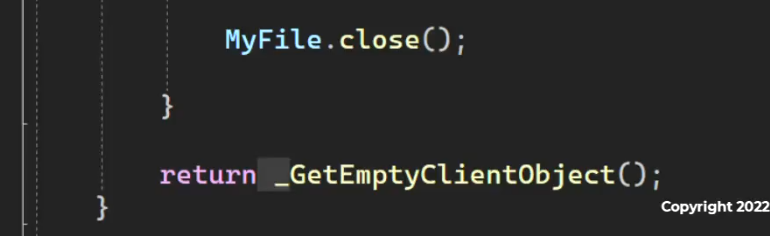 MyFile.close();
}
return _GetEmptyClientObject();
}
Copyright 2022